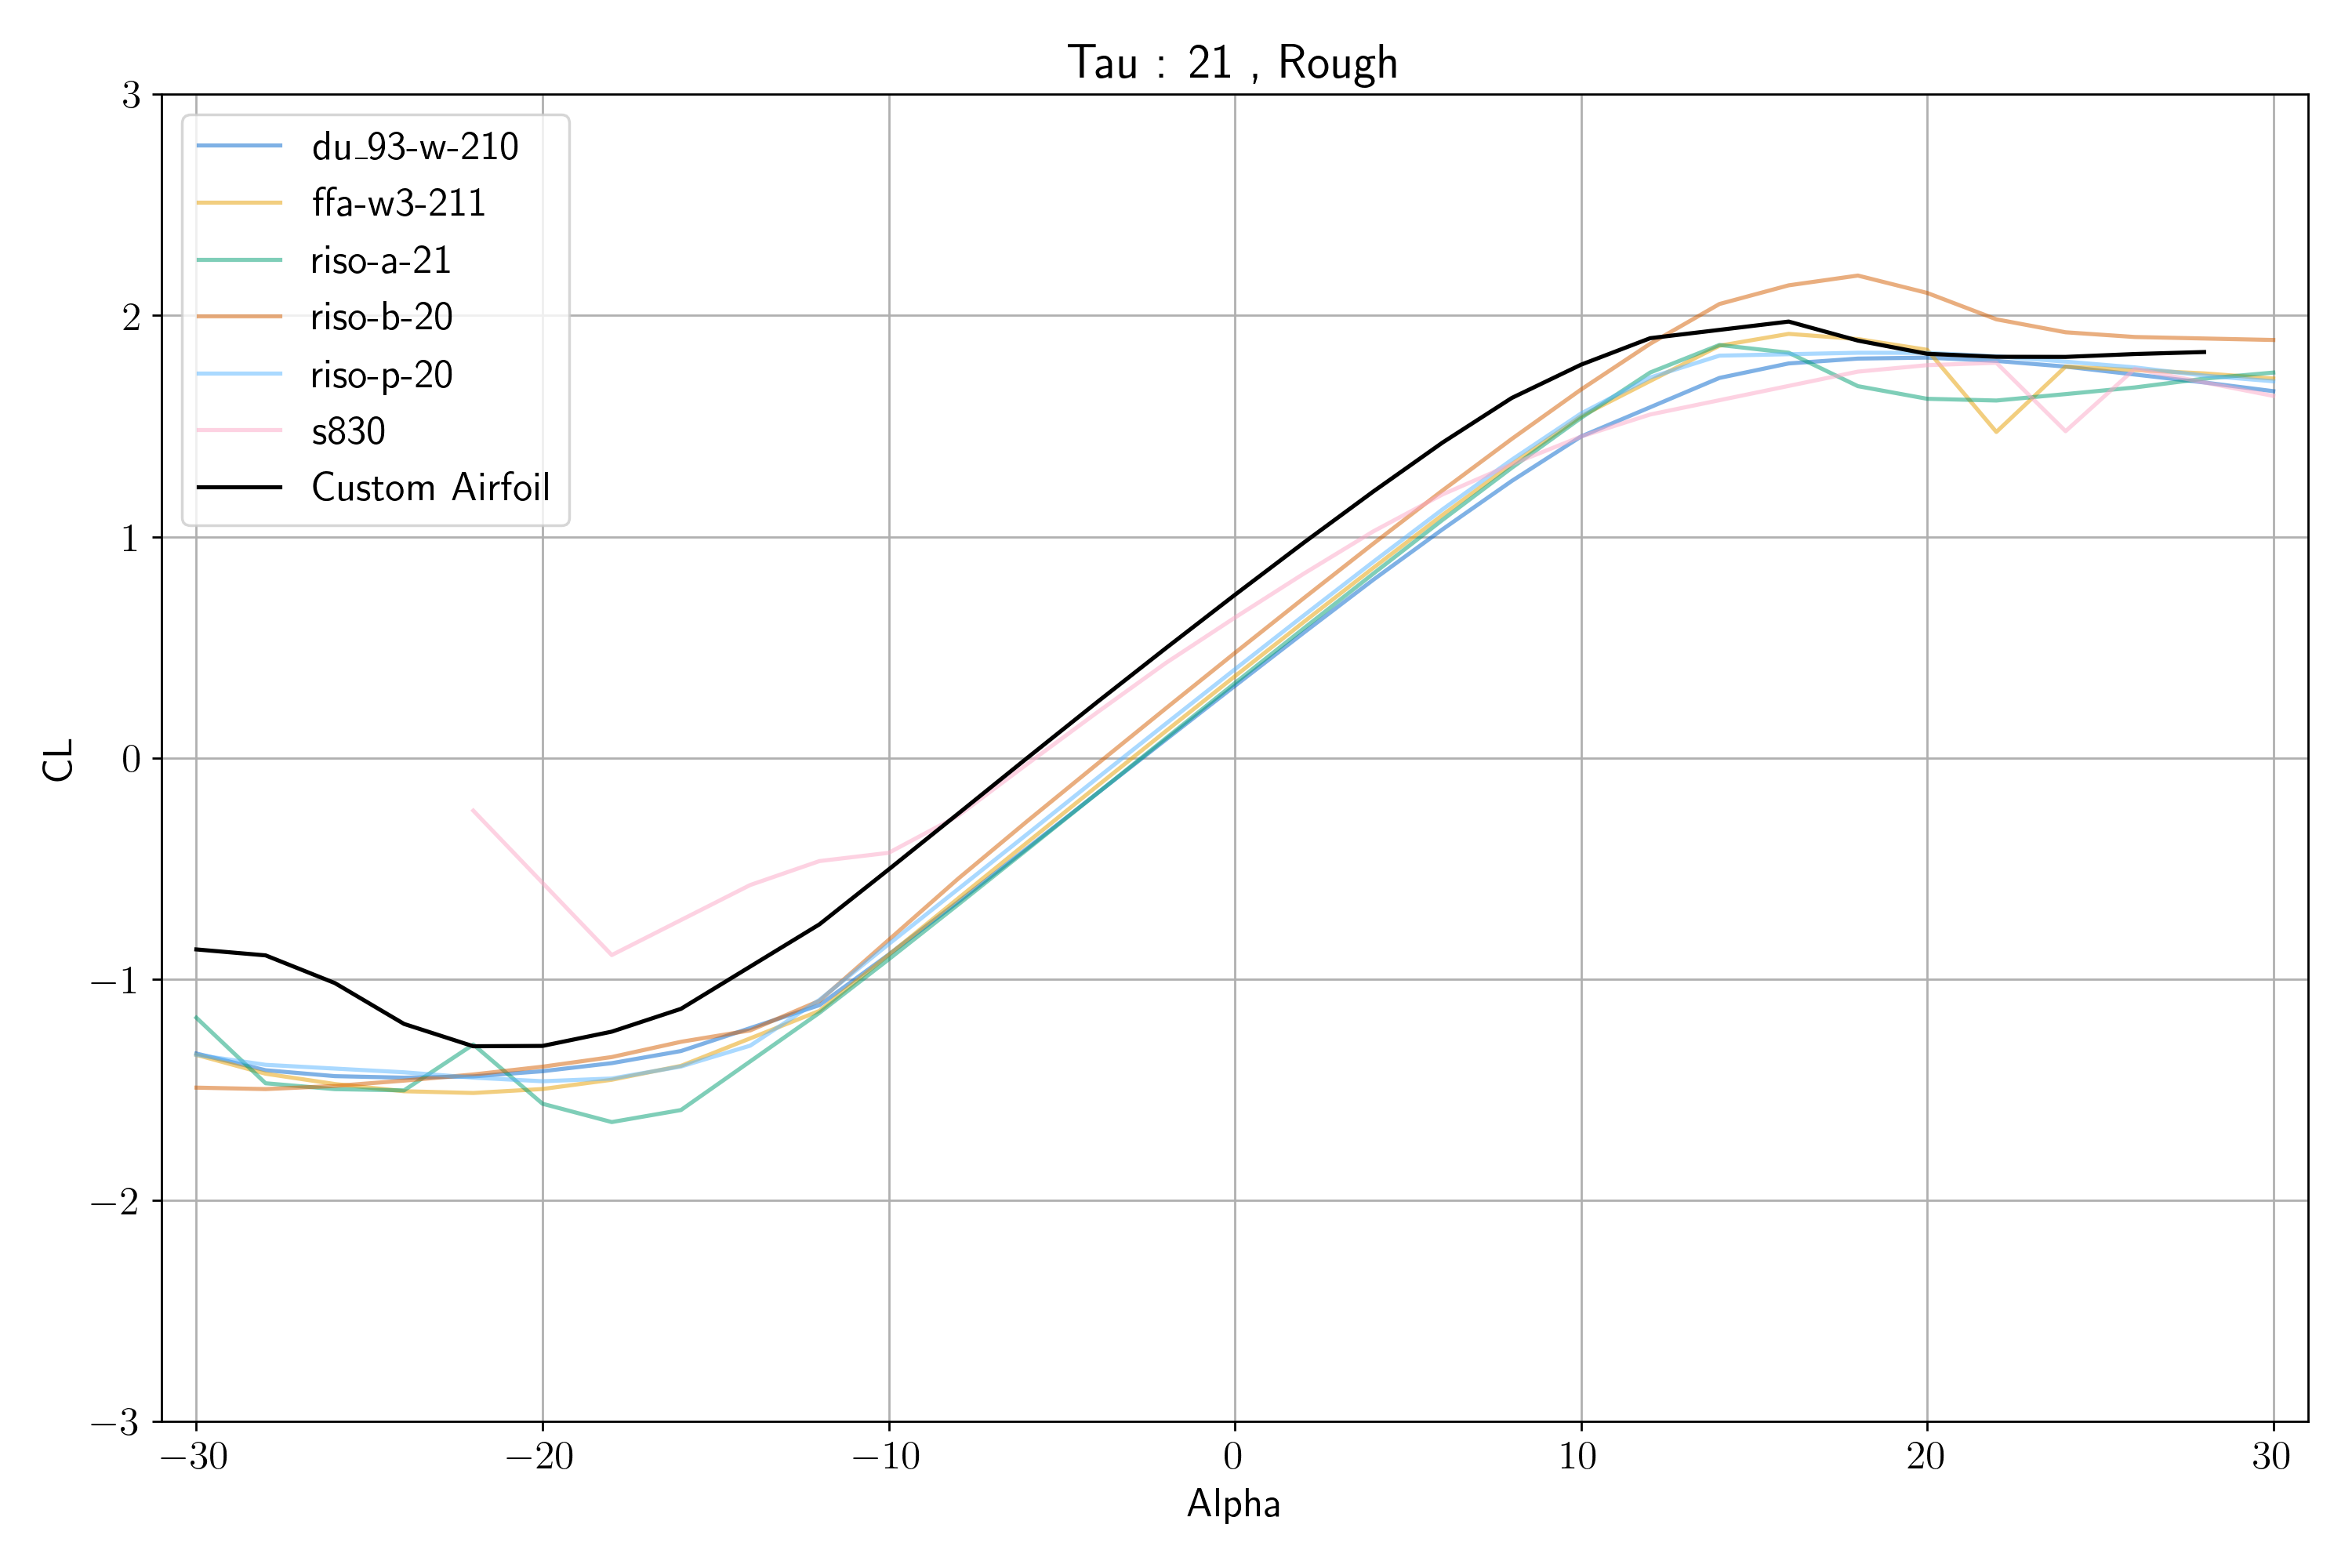 Tau : 21 , Rough
3
du_93-w-210
ffa-w3-211
riso-a-21
riso-b-20
riso-p-20
s830
Custom Airfoil
2
1
0
−1
−2
−3
CL
−30 −20 −10 0 10 20 30
Alpha